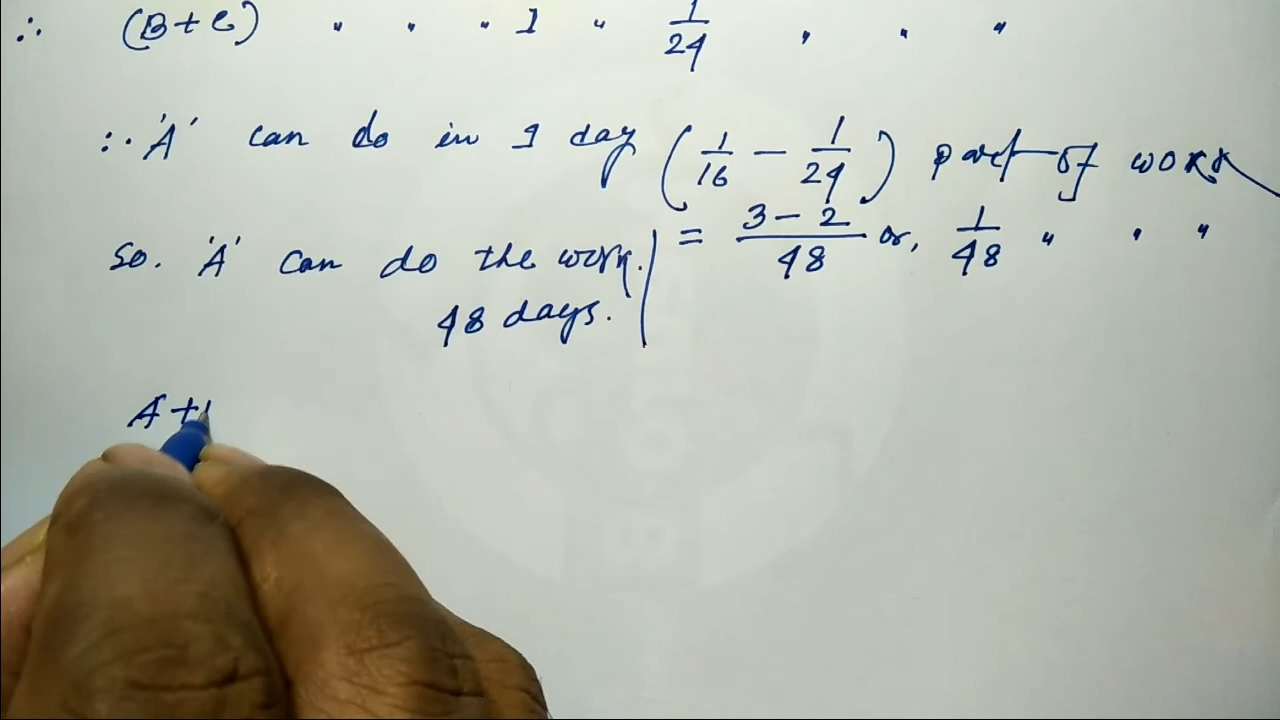 ∴ (B+C) " " " 1 " 1/24 " " "
∴ 'A' can do in 1 day (1/16 − 1/24) part of work
= 3−2/48 or, 1/48 " " "
So. 'A' can do the work.
48 days.
A +